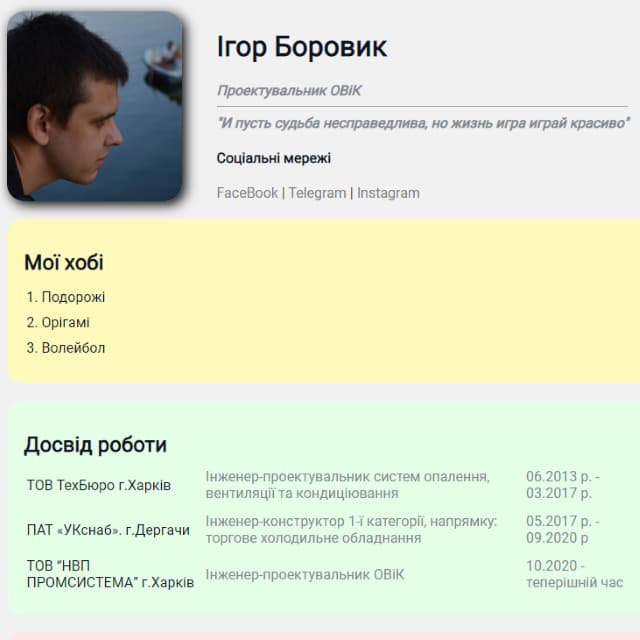 Ігор Боровик
Проектувальник ОВіК
"И пусть судьба несправедлива, но жизнь игра играй красиво"
Соціальні мережі
FaceBook | Telegram | Instagram
Мої хобі
1. Подорожі
2. Орігамі
3. Волейбол
Досвід роботи
ТОВ ТехБюро г.Харків
Інженер-проектувальник систем опалення,
вентиляції та кондиціювання
06.2013 р. -
03.2017 р.
ПАТ «УКснаб». г.Дергачи
Інженер-конструктор 1-ї категорії, напрямку:
торгове холодильне обладнання
05.2017 р. -
09.2020 р
ТОВ "НВП
ПРОМСИСТЕМА" г.Харків
Інженер-проектувальник ОВіК
10.2020 -
теперішній час